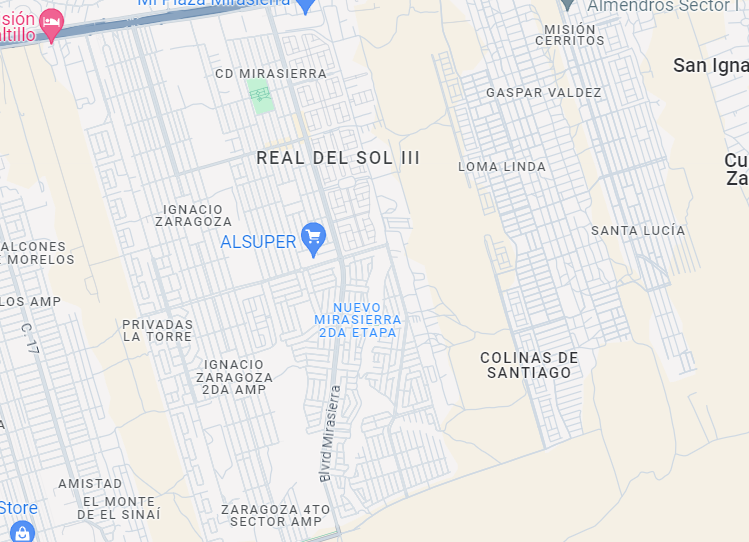 Mi Plaza Mirasierra
Almendros Sector I
sión
altillo
MISIÓN
CERRITOS
San Igna
CD MIRASIERRA
GASPAR VALDEZ
REAL DEL SOL III
LOMA LINDA
Cu
Za
IGNACIO
ZARAGOZA
ALSUPER
SANTA LUCÍA
ALCONES
E MORELOS
LOS AMP
NUEVO
MIRASIERRA
2DA ETAPA
PRIVADAS
LA TORRE
C. 17
COLINAS DE
SANTIAGO
IGNACIO
ZARAGOZA
2DA AMP
Blvrd Mirasierra
A
AMISTAD
EL MONTE
DE EL SINAÍ
Store
ZARAGOZA 4TO
SECTOR AMP